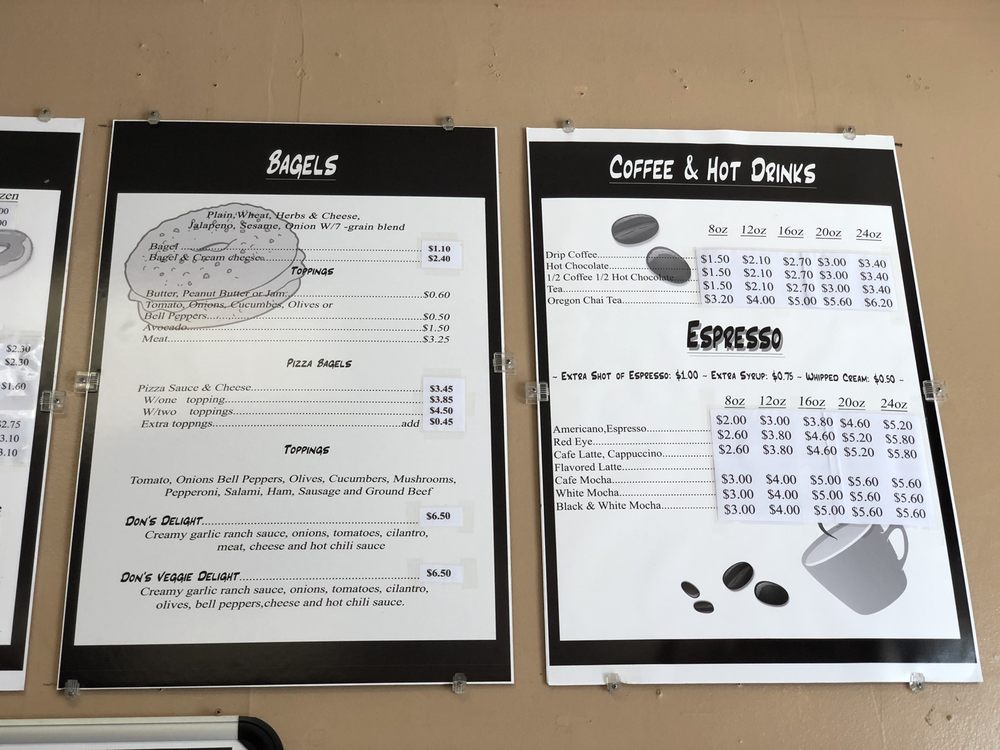 zen
00
00
$2.30
$2.30
$1.60
$2.75
3.10
3.10
BAGELS
Plain,Wheat, Herbs & Cheese,
Jalapeno, Sesame, Onion W/7 -grain blend
Bagel $1.10
Bagel & Cream cheese $2.40
TOPPINGS
Butter, Peanut Butter or Jam $0.60
Tomato, Onions, Cucumbes, Olives or
Bell Peppers $0.50
Avocado $1.50
Meat $3.25
PIZZA BAGELS
Pizza Sauce & Cheese $3.45
W/one topping $3.85
W/two toppings $4.50
Extra toppngs add $0.45
TOPPINGS
Tomato, Onions Bell Peppers, Olives, Cucumbers, Mushrooms,
Pepperoni, Salami, Ham, Sausage and Ground Beef
DON'S DELIGHT $6.50
Creamy garlic ranch sauce, onions, tomatoes, cilantro,
meat, cheese and hot chili sauce
DON'S VEGGIE DELIGHT $6.50
Creamy garlic ranch sauce, onions, tomatoes, cilantro,
olives, bell peppers,cheese and hot chili sauce.
COFFEE & HOT DRINKS
8oz 12oz 16oz 20oz 24oz
Drip Coffee $1.50 $2.10 $2.70 $3.00 $3.40
Hot Chocolate $1.50 $2.10 $2.70 $3.00 $3.40
1/2 Coffee 1/2 Hot Chocolate $1.50 $2.10 $2.70 $3.00 $3.40
Tea
Oregon Chai Tea $3.20 $4.00 $5.00 $5.60 $6.20
ESPRESSO
~ EXTRA SHOT OF ESPRESSO: $1.00 ~ EXTRA SYRUP: $0.75 ~ WHIPPED CREAM: $0.50 ~
8oz 12oz 16oz 20oz 24oz
Americano,Espresso $2.00 $3.00 $3.80 $4.60 $5.20
Red Eye $2.60 $3.80 $4.60 $5.20 $5.80
Cafe Latte, Cappuccino $2.60 $3.80 $4.60 $5.20 $5.80
Flavored Latte
Cafe Mocha $3.00 $4.00 $5.00 $5.60 $5.60
White Mocha $3.00 $4.00 $5.00 $5.60 $5.60
Black & White Mocha $3.00 $4.00 $5.00 $5.60 $5.60